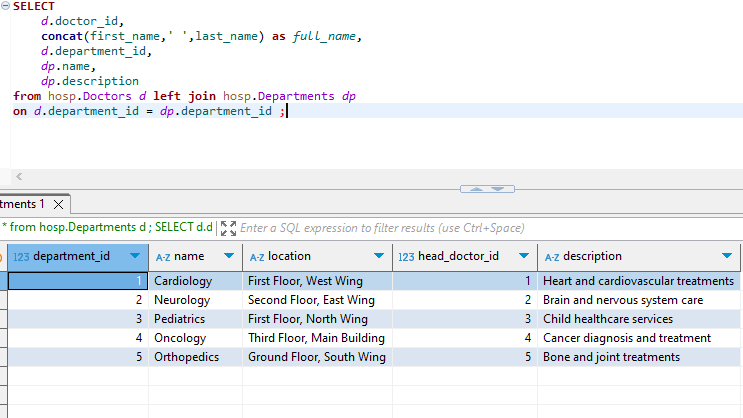 SELECT
d.doctor_id,
concat(first_name,' ',last_name) as full_name,
d.department_id,
dp.name,
dp.description
from hosp.Doctors d left join hosp.Departments dp
on d.department_id = dp.department_id ;
tments 1
* from hosp.Departments d ; SELECT d.d Enter a SQL expression to filter results (use Ctrl+Space)
123 department_id A-Z name A-Z location 123 head_doctor_id A-Z description
1 Cardiology First Floor, West Wing 1 Heart and cardiovascular treatments
2 Neurology Second Floor, East Wing 2 Brain and nervous system care
3 Pediatrics First Floor, North Wing 3 Child healthcare services
4 Oncology Third Floor, Main Building 4 Cancer diagnosis and treatment
5 Orthopedics Ground Floor, South Wing 5 Bone and joint treatments